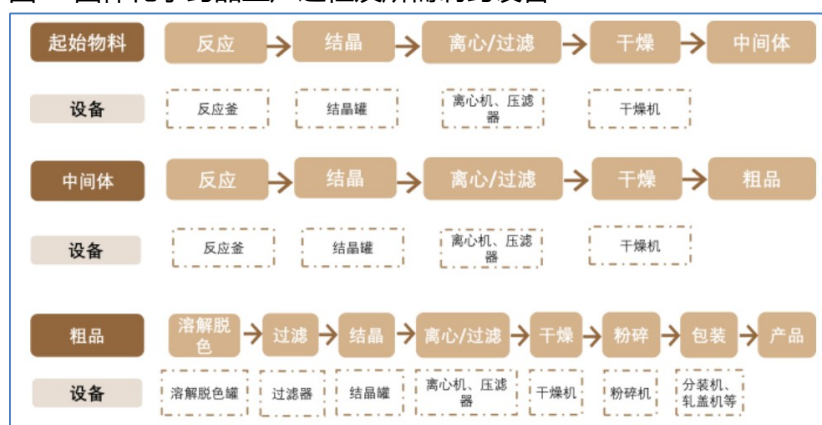 起始物料 反应 结晶 离心/过滤 干燥 中间体
设备 反应釜 结晶罐 离心机、压滤
器 干燥机
中间体 反应 结晶 离心/过滤 干燥 粗品
设备 反应釜 结晶罐 离心机、压滤
器 干燥机
粗品 溶解脱
色 过滤 结晶 离心/过滤 干燥 粉碎 包装 产品
设备 溶解脱色罐 过滤器 结晶罐 离心机、压滤
器 干燥机 粉碎机 分装机、
轧盖机等